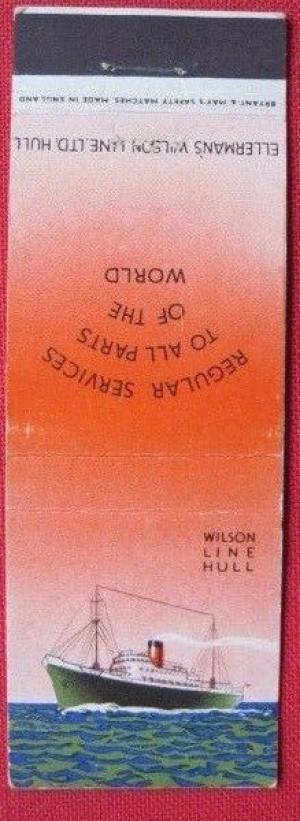 BRYANT & MAY'S SAFETY MATCHES. MADE IN ENGLAND
ELLERMAN'S WILSON LINE. LTD. HULL
REGULAR SERVICES
TO ALL PARTS
OF THE
WORLD
WILSON
LINE
HULL